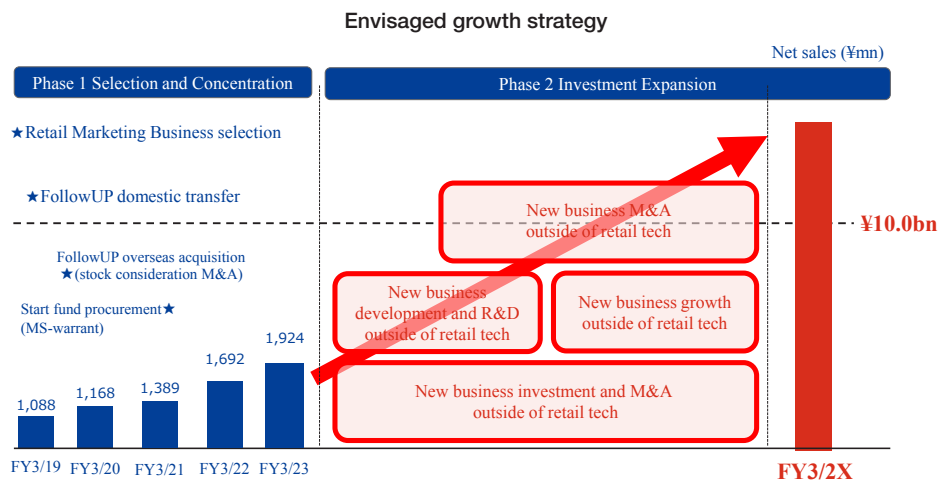 Envisaged growth strategy
Net sales (¥mn)
Phase 1 Selection and Concentration
Phase 2 Investment Expansion
★Retail Marketing Business selection
★FollowUP domestic transfer
¥10.0bn
FollowUP overseas acquisition
★(stock consideration M&A)
Start fund procurement★
(MS-warrant)
New business M&A
outside of retail tech
New business
development and R&D
outside of retail tech
New business growth
outside of retail tech
New business investment and M&A
outside of retail tech
1,088
1,168
1,389
1,692
1,924
FY3/19
FY3/20
FY3/21
FY3/22
FY3/23
FY3/2X